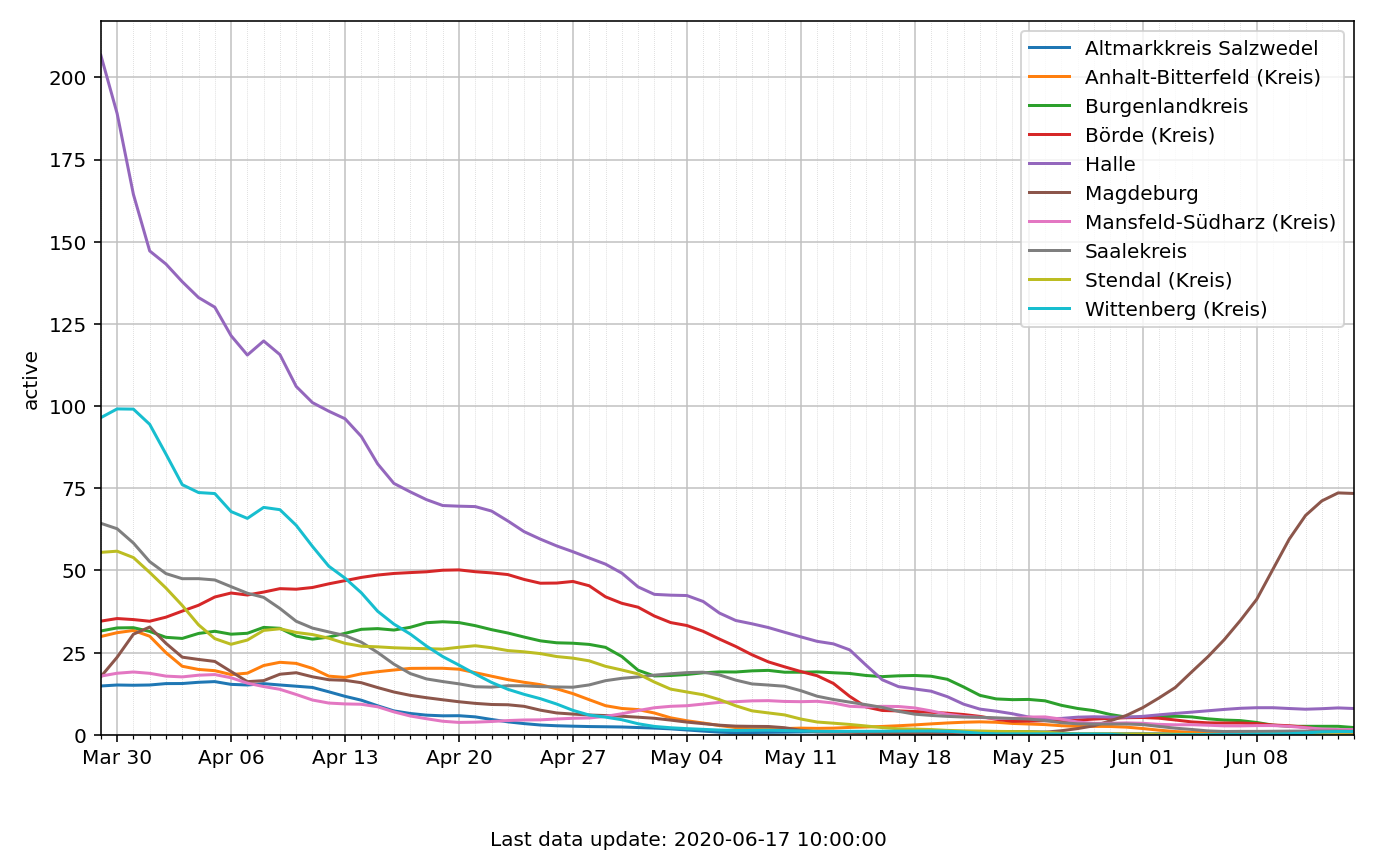 200
175
150
125
100
75
50
25
0
active
Altmarkkreis Salzwedel
Anhalt-Bitterfeld (Kreis)
Burgenlandkreis
Börde (Kreis)
Halle
Magdeburg
Mansfeld-Südharz (Kreis)
Saalekreis
Stendal (Kreis)
Wittenberg (Kreis)
Mar 30 Apr 06 Apr 13 Apr 20 Apr 27 May 04 May 11 May 18 May 25 Jun 01 Jun 08
Last data update: 2020-06-17 10:00:00